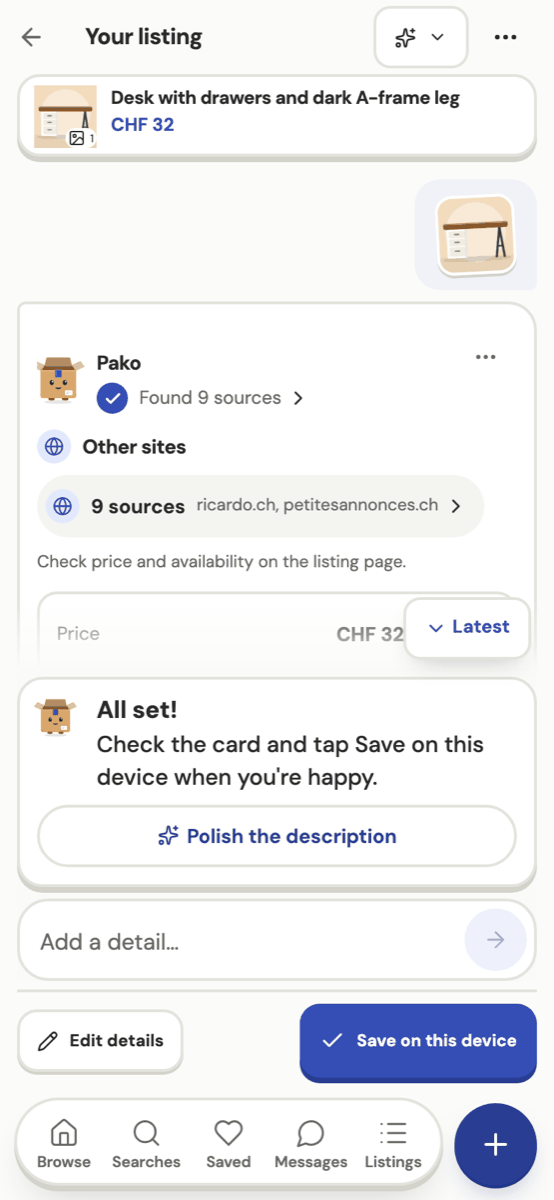 Your listing
Desk with drawers and dark A-frame leg
CHF 32
1
Pako
Found 9 sources
Other sites
9 sources ricardo.ch, petitesannonces.ch
Check price and availability on the listing page.
Price CHF 32
Latest
All set!
Check the card and tap Save on this
device when you're happy.
Polish the description
Add a detail...
Edit details
Save on this device
Browse
Searches
Saved
Messages
Listings